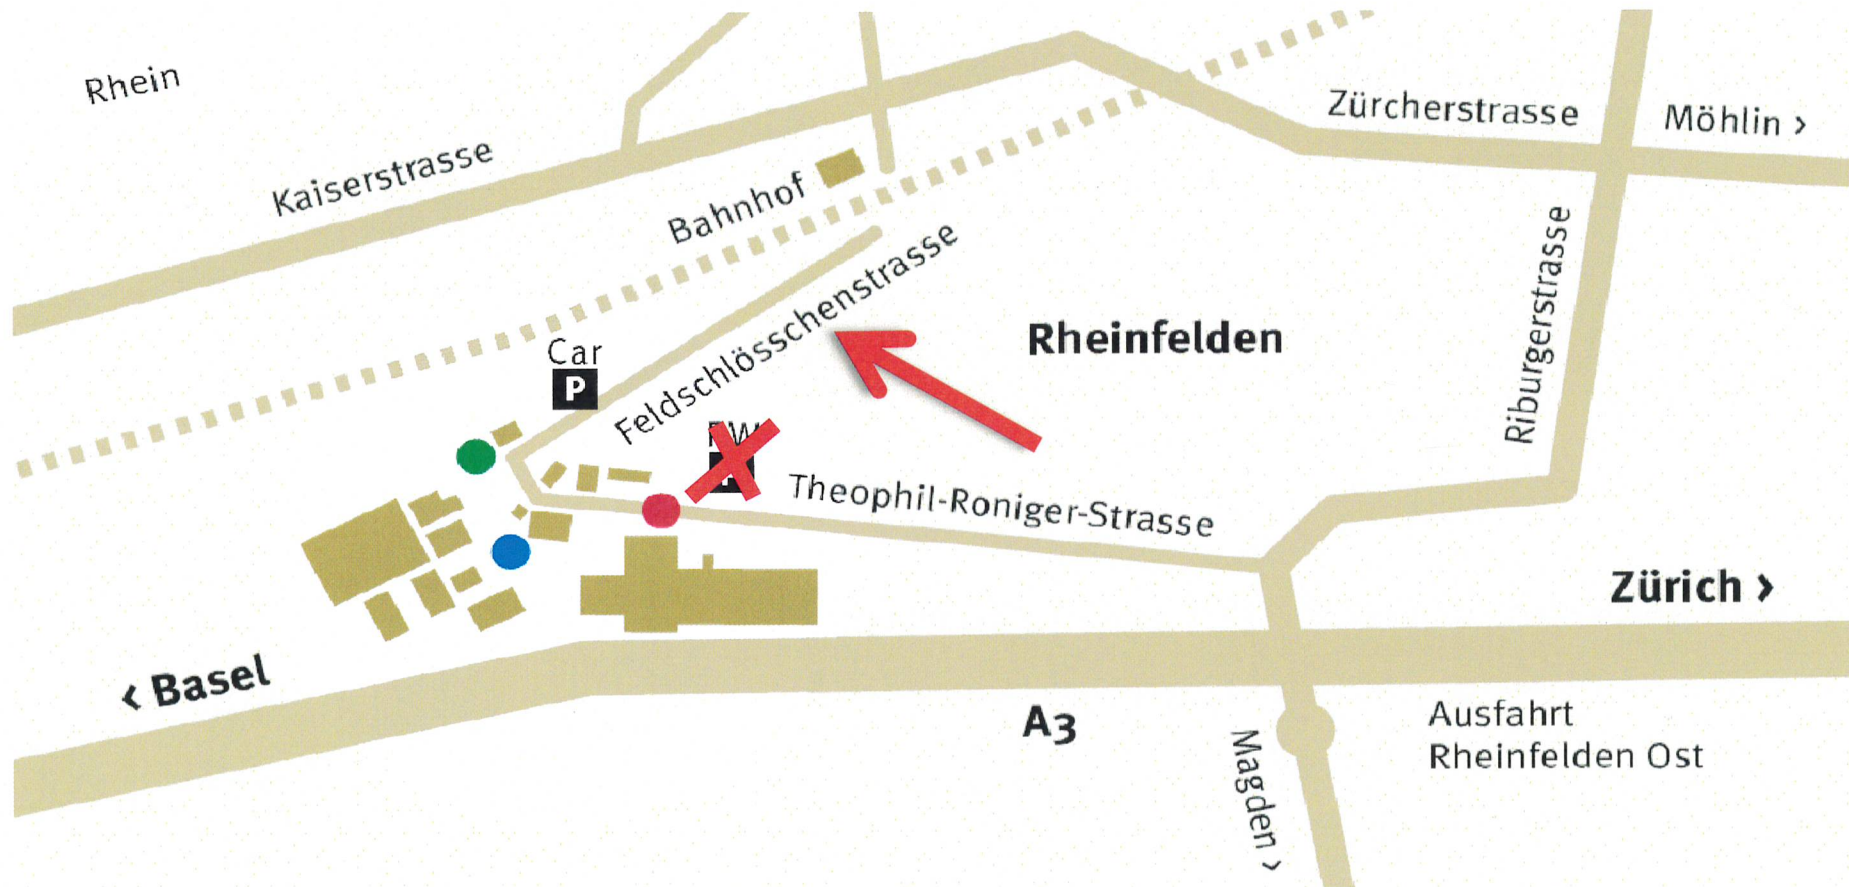 Rhein
Kaiserstrasse
Zürcherstrasse
Möhlin ›
Bahnhof
Feldschlösschenstrasse
Riburgerstrasse
Rheinfelden
Car
P
Theophil-Roniger-Strasse
Zürich ›
‹ Basel
A3
Ausfahrt
Rheinfelden Ost
Magden ›